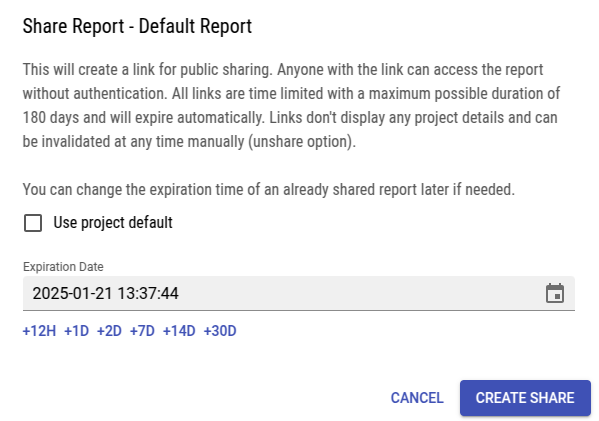 Share Report - Default Report
This will create a link for public sharing. Anyone with the link can access the report
without authentication. All links are time limited with a maximum possible duration of
180 days and will expire automatically. Links don't display any project details and can
be invalidated at any time manually (unshare option).
You can change the expiration time of an already shared report later if needed.
Use project default
Expiration Date
2025-01-21 13:37:44
+12H +1D +2D +7D +14D +30D
CANCEL CREATE SHARE